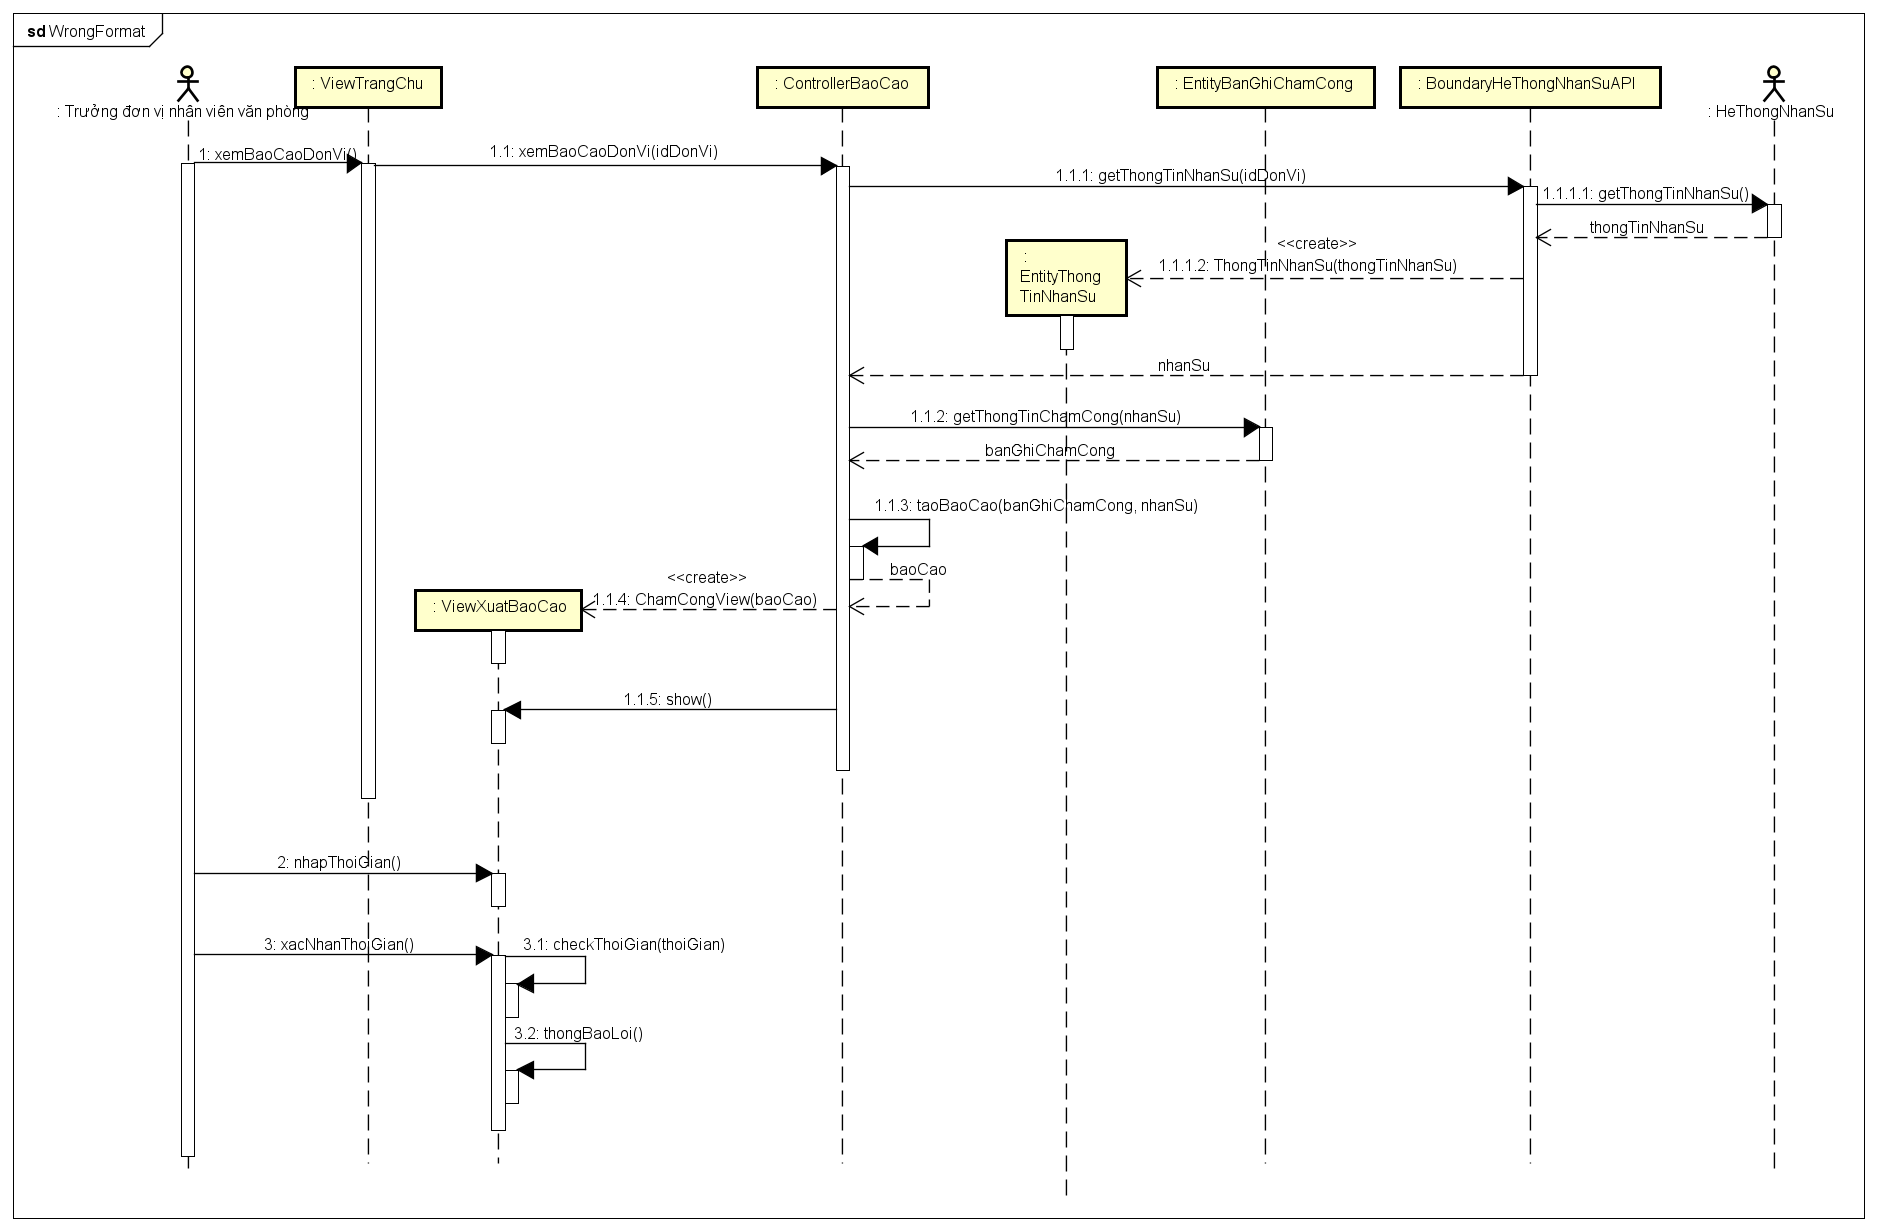 sd WrongFormat
: Trưởng đơn vị nhân viên văn phòng
: ViewTrangChu
: ControllerBaoCao
: EntityBanGhiChamCong
: BoundaryHeThongNhanSuAPI
: HeThongNhanSu
1: xemBaoCaoDonVi()
1.1: xemBaoCaoDonVi(idDonVi)
1.1.1: getThongTinNhanSu(idDonVi)
1.1.1.1: getThongTinNhanSu()
thongTinNhanSu
<<create>>
1.1.1.2: ThongTinNhanSu(thongTinNhanSu)
:
EntityThong
TinNhanSu
nhanSu
1.1.2: getThongTinChamCong(nhanSu)
banGhiChamCong
1.1.3: taoBaoCao(banGhiChamCong, nhanSu)
baoCao
<<create>>
1.1.4: ChamCongView(baoCao)
: ViewXuatBaoCao
1.1.5: show()
2: nhapThoiGian()
3: xacNhanThoiGian()
3.1: checkThoiGian(thoiGian)
3.2: thongBaoLoi()